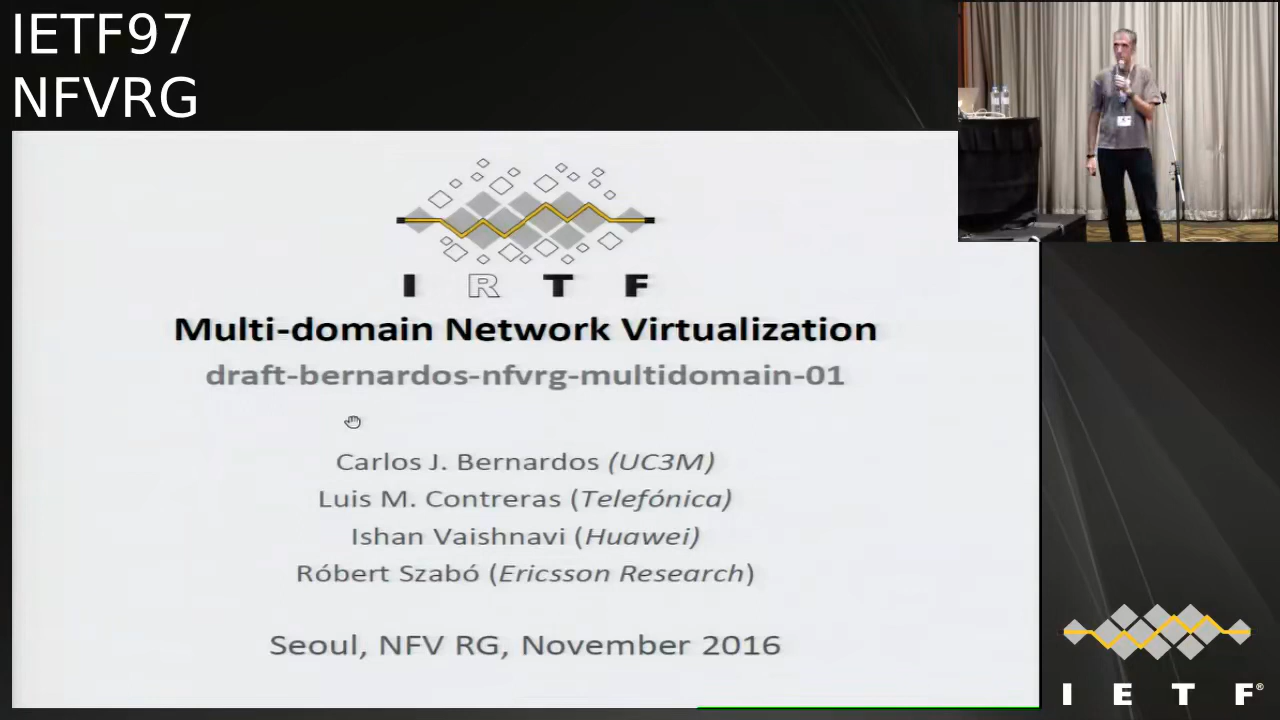 IETF97
NFVRG
I R T F
Multi-domain Network Virtualization
draft-bernardos-nfvrg-multidomain-01
Carlos J. Bernardos (UC3M)
Luis M. Contreras (Telefónica)
Ishan Vaishnavi (Huawei)
Róbert Szabó (Ericsson Research)
Seoul, NFV RG, November 2016
I E T F®